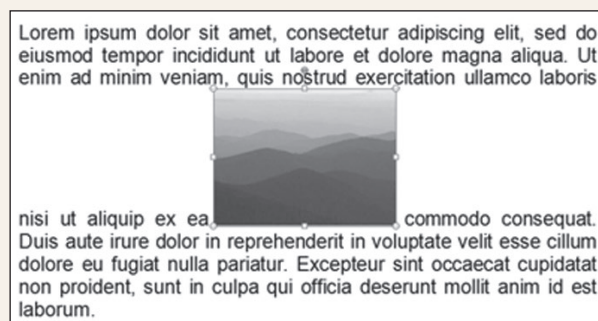 Lorem ipsum dolor sit amet, consectetur adipiscing elit, sed do
eiusmod tempor incididunt ut labore et dolore magna aliqua. Ut
enim ad minim veniam, quis nostrud exercitation ullamco laboris
nisi ut aliquip ex ea commodo consequat.
Duis aute irure dolor in reprehenderit in voluptate velit esse cillum
dolore eu fugiat nulla pariatur. Excepteur sint occaecat cupidatat
non proident, sunt in culpa qui officia deserunt mollit anim id est
laborum.